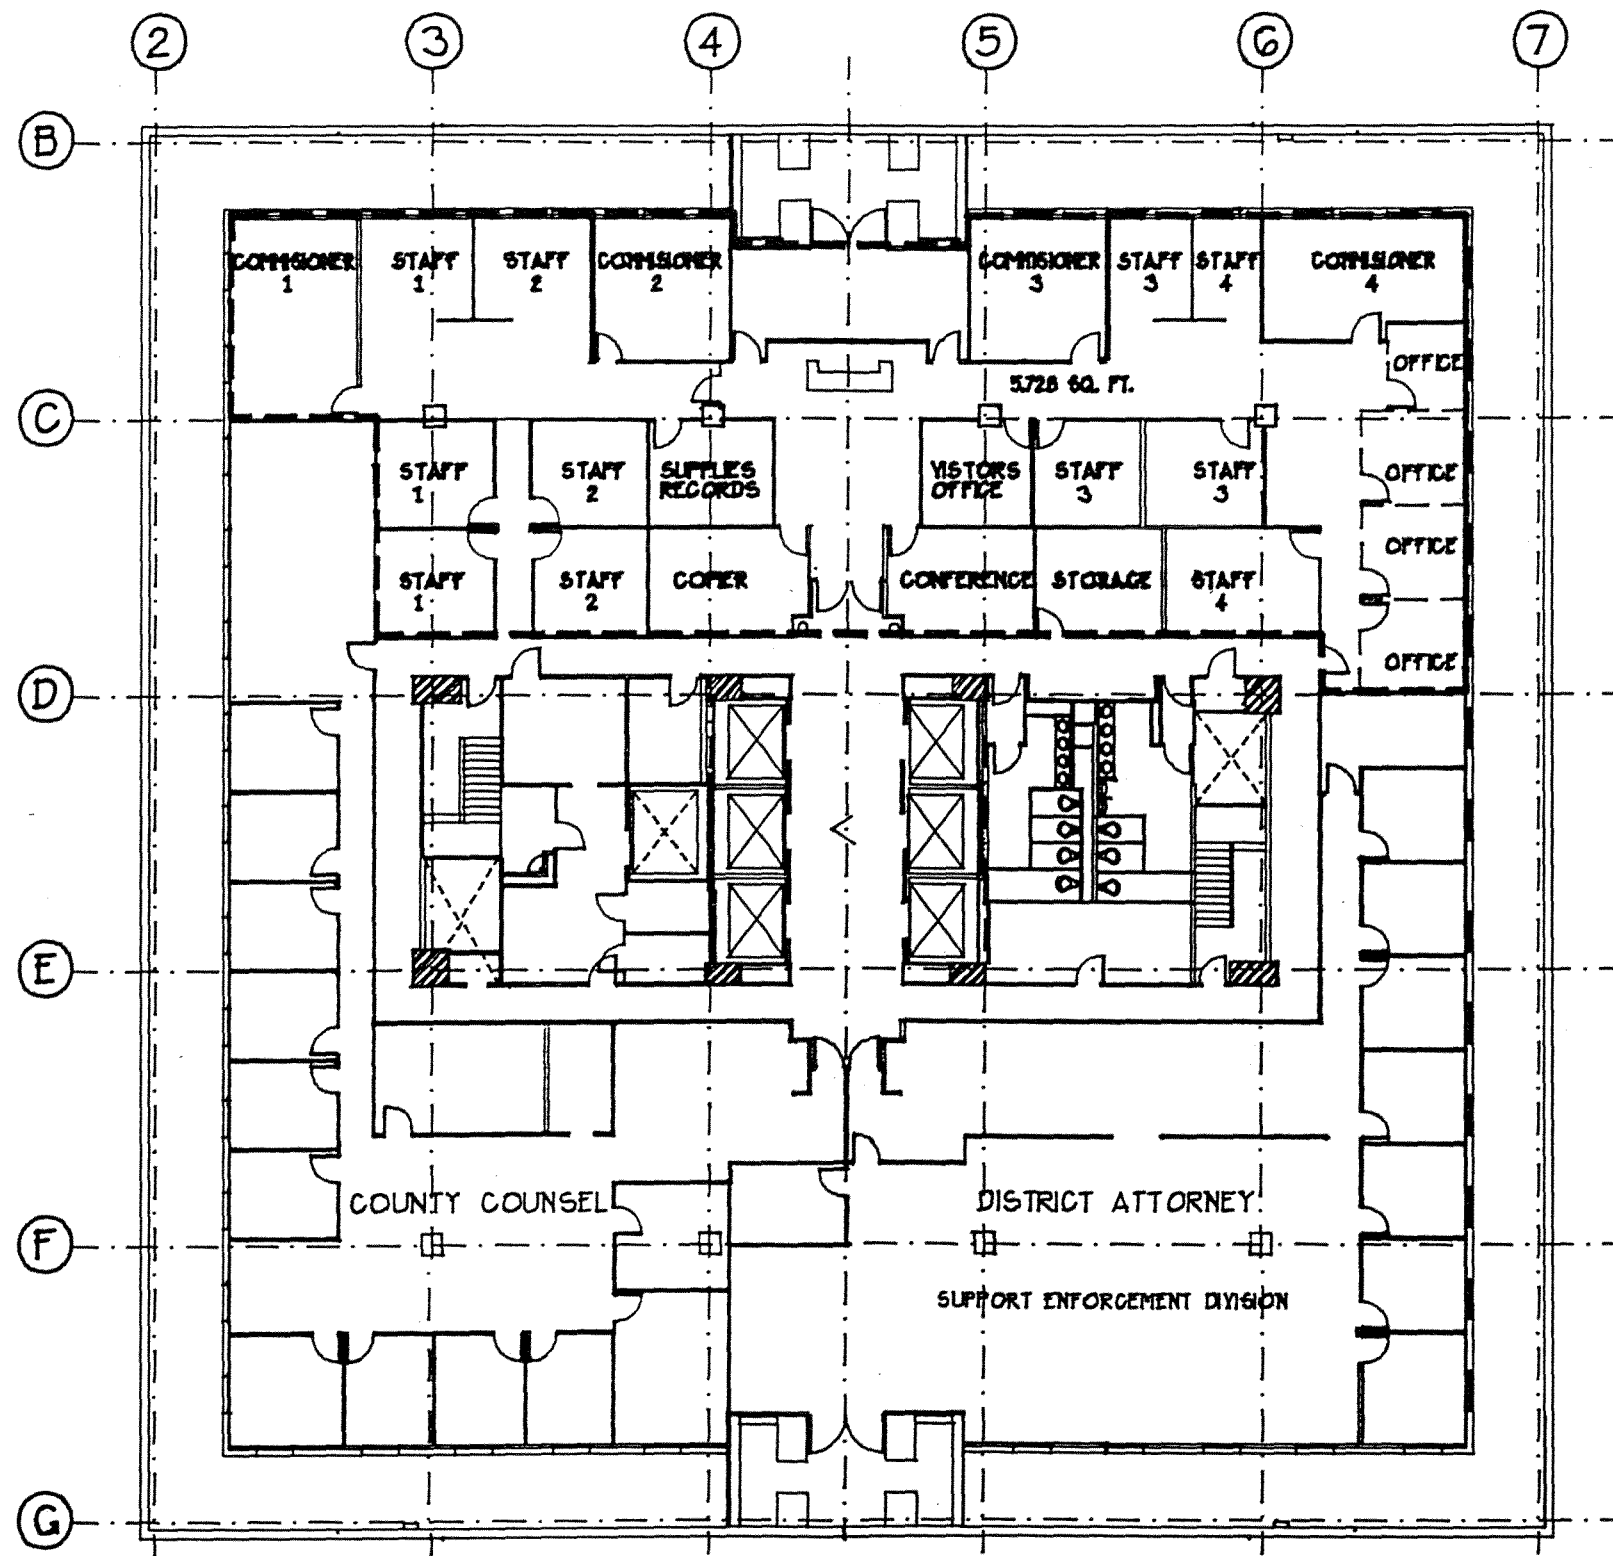 2 3 4 5 6 7
B
COMMISIONER
1
STAFF
1
STAFF
2
COMMISIONER
2
COMMISIONER
3
STAFF
3
STAFF
4
COMMISIONER
4
OFFICE
5,728 SQ. FT.
C
STAFF
1
STAFF
2
SUPPLIES
RECORDS
VISTORS
OFFICE
STAFF
3
STAFF
3
OFFICE
OFFICE
STAFF
1
STAFF
2
COPIER
CONFERENCE
STORAGE
STAFF
4
OFFICE
D
E
COUNTY COUNSEL
DISTRICT ATTORNEY
F
SUPPORT ENFORCEMENT DIVISION
G